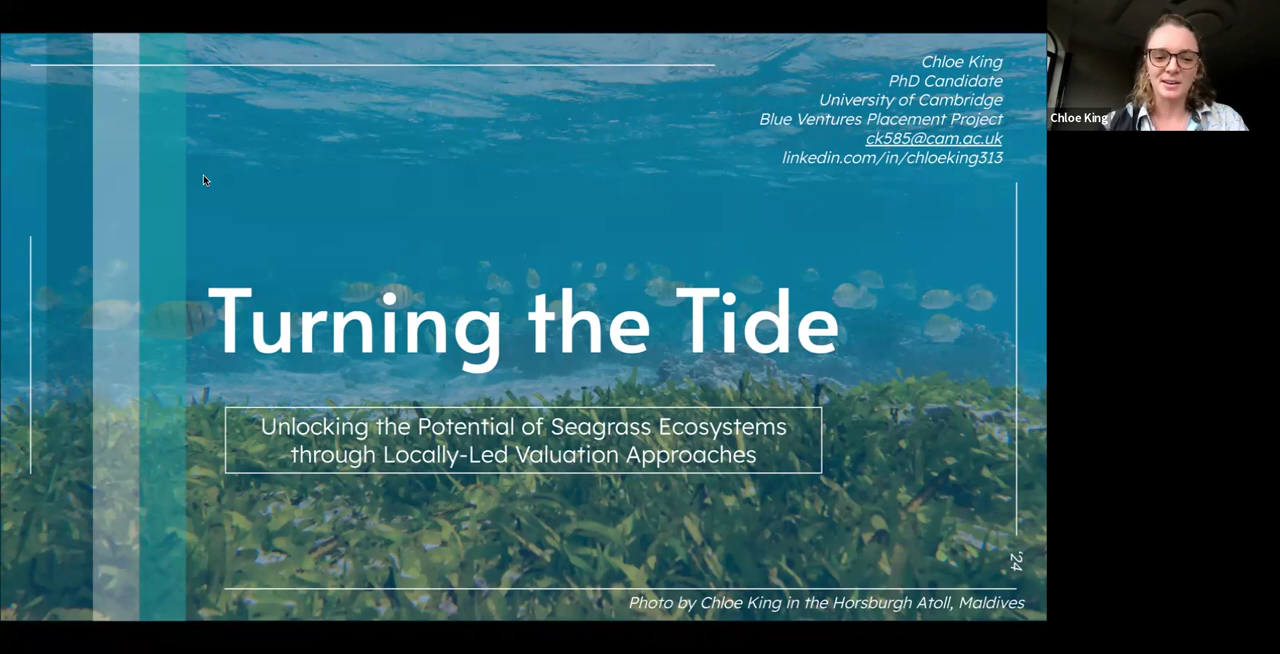 Chloe King
PhD Candidate
University of Cambridge
Blue Ventures Placement Project
ck585@cam.ac.uk
linkedin.com/in/chloeking313
Chloe King
Turning the Tide
Unlocking the Potential of Seagrass Ecosystems
through Locally-Led Valuation Approaches
'24
Photo by Chloe King in the Horsburgh Atoll, Maldives